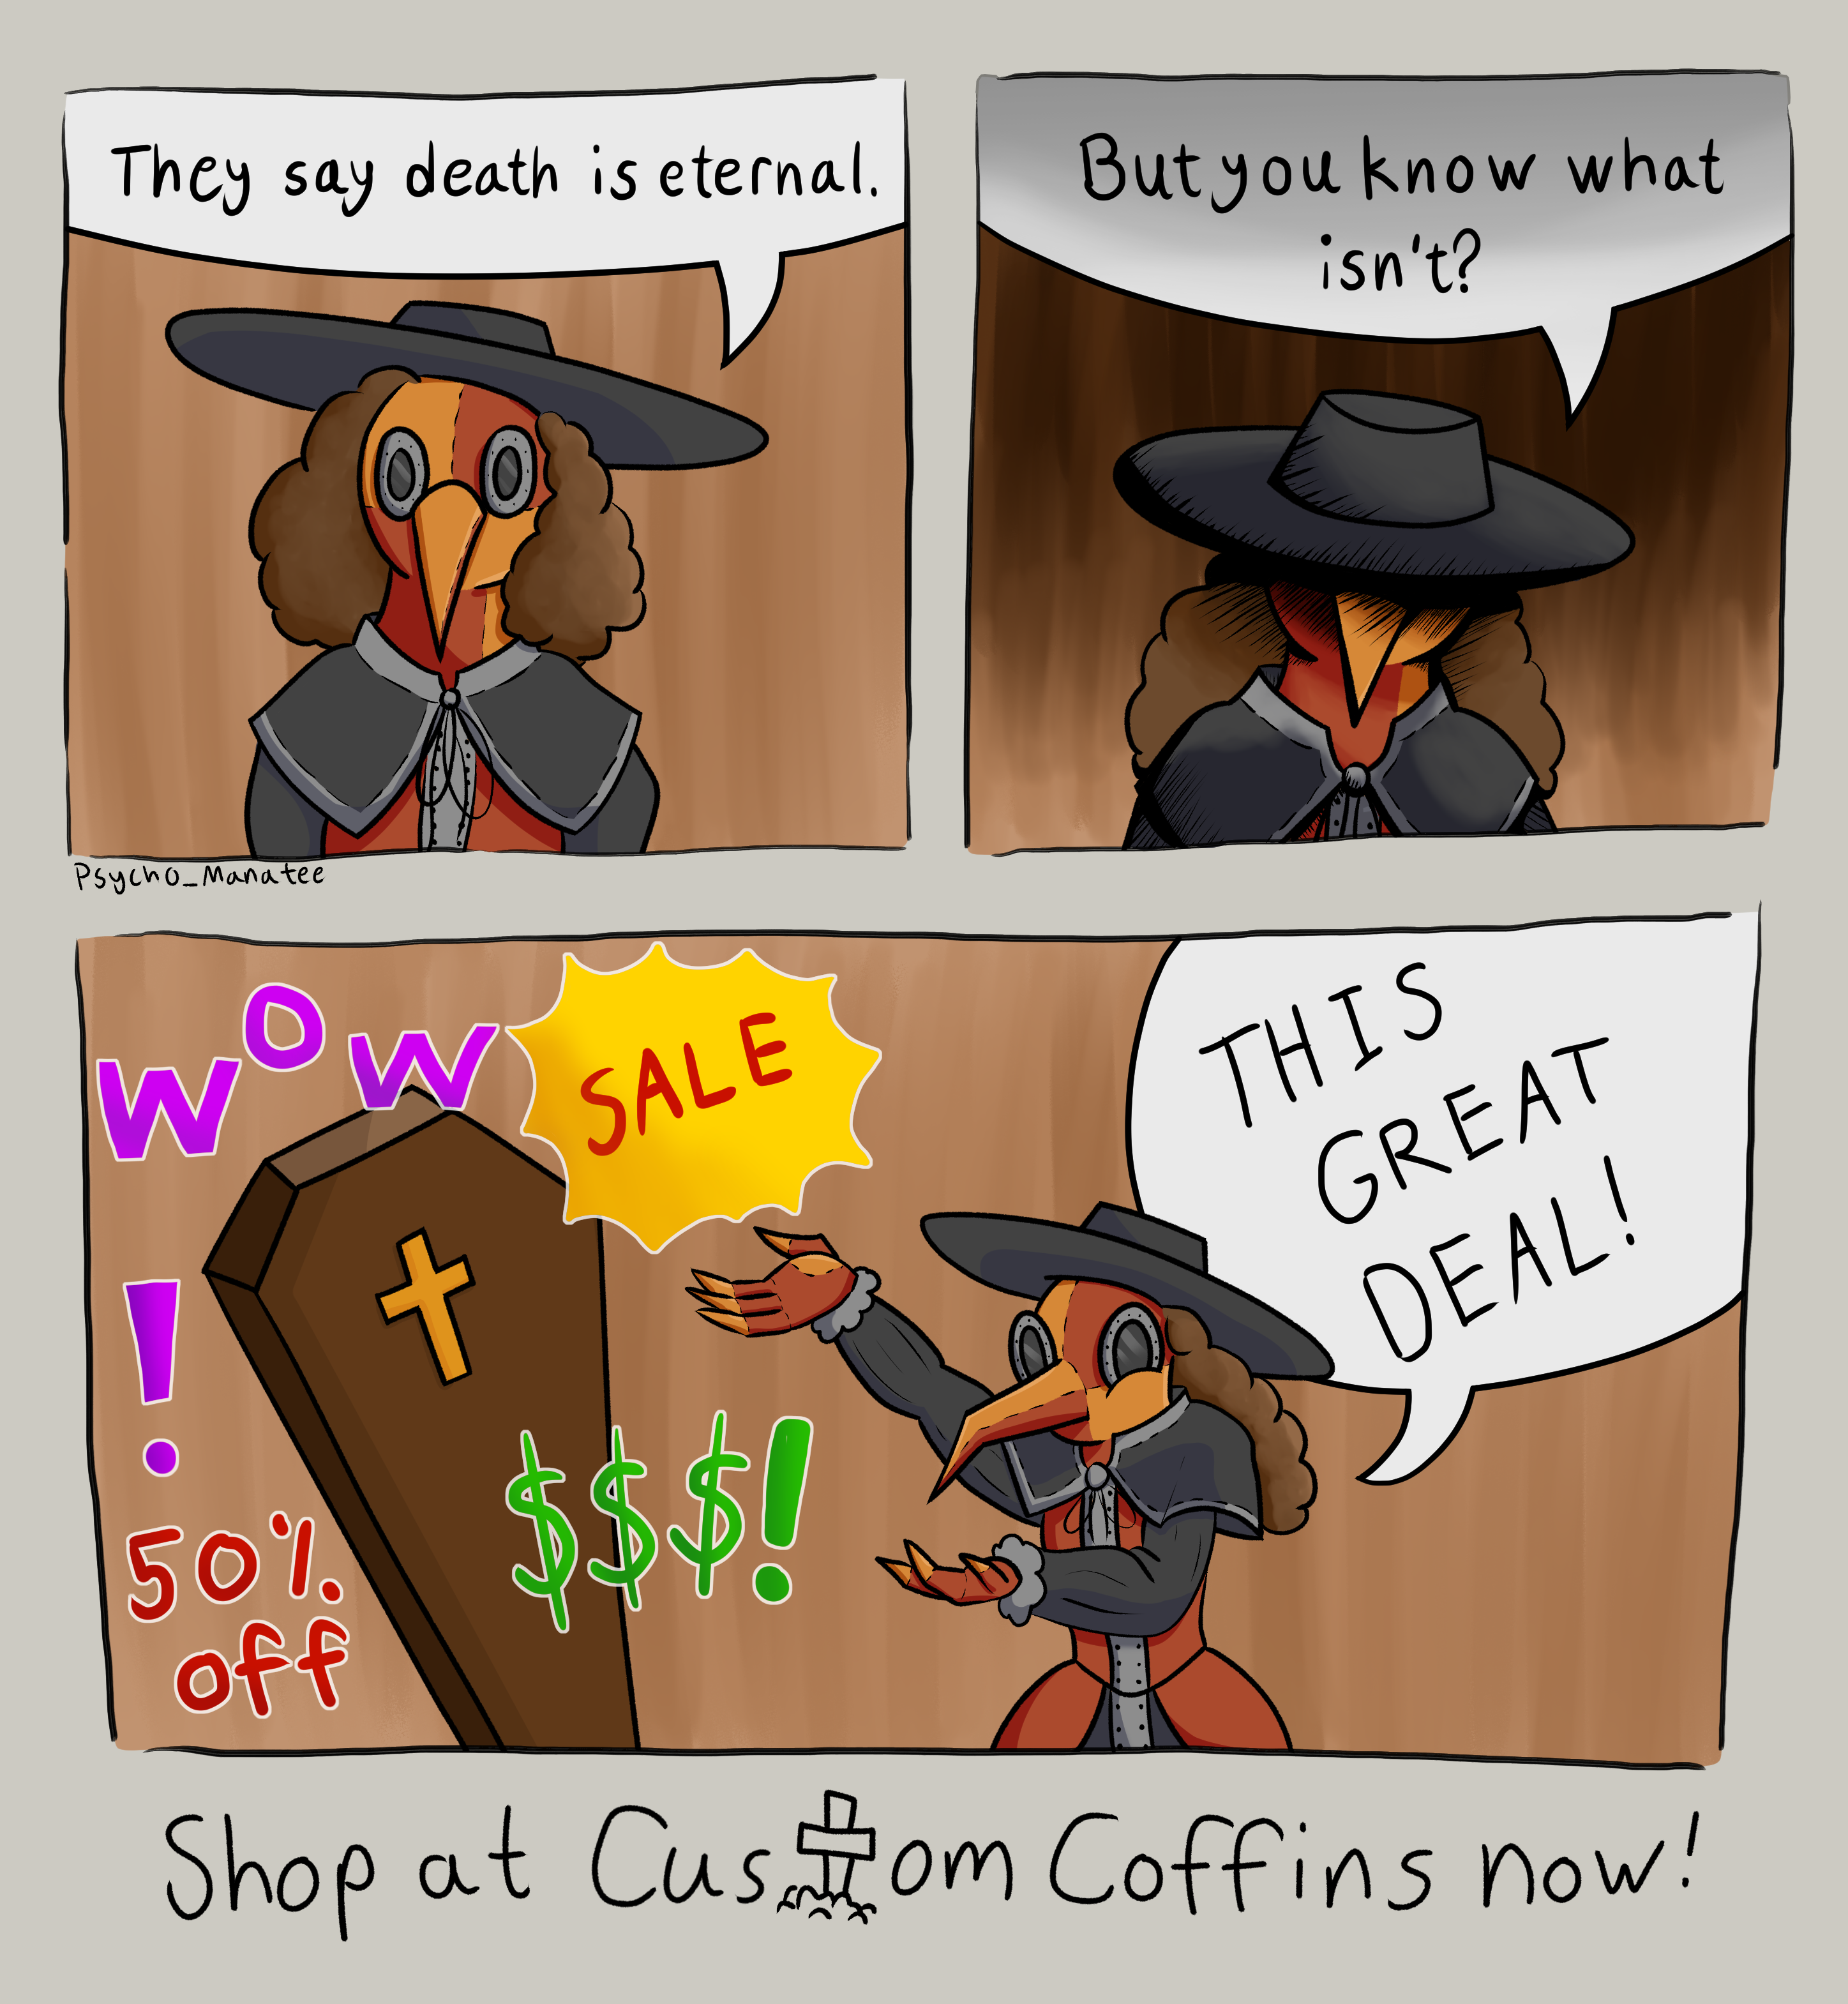 They say death is eternal.
But you know what
isn't?
Psycho_Manatee
wow
!
SALE
THIS
GREAT
DEAL!
$$$!
50%
off
Shop at Custom Coffins now!